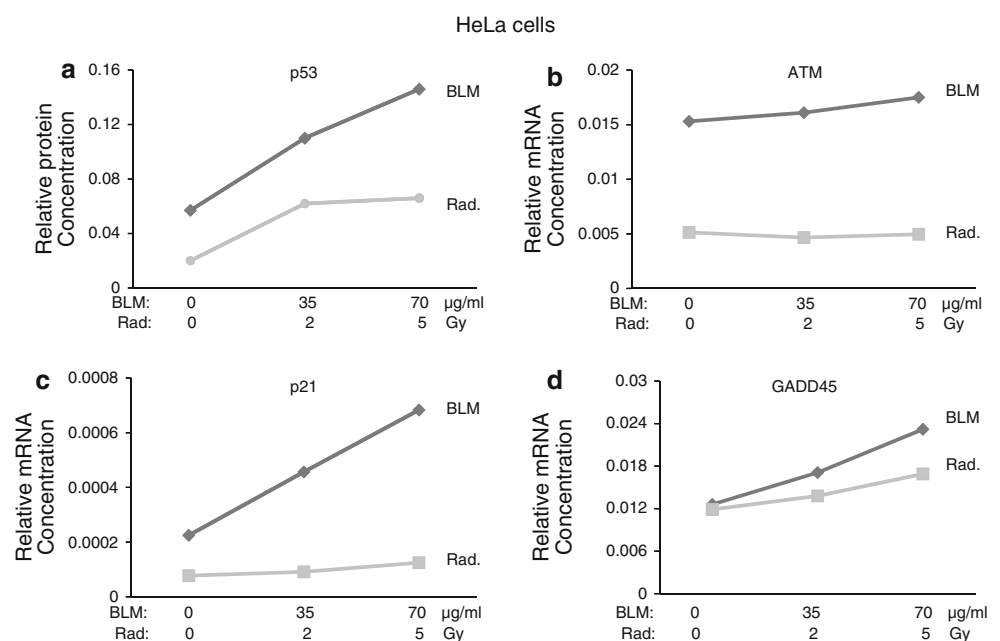 HeLa cells
a
p53
Relative protein
Concentration
0.16
0.12
0.08
0.04
0
BLM
Rad.
BLM: 0 35 70 µg/ml
Rad: 0 2 5 Gy
b
ATM
Relative mRNA
Concentration
0.02
0.015
0.01
0.005
0
BLM
Rad.
0 35 70 µg/ml
0 2 5 Gy
c
p21
Relative mRNA
Concentration
0.0008
0.0006
0.0004
0.0002
0
BLM
Rad.
BLM: 0 35 70 µg/ml
Rad: 0 2 5 Gy
d
GADD45
Relative mRNA
Concentration
0.03
0.024
0.018
0.012
0.006
0
BLM
Rad.
BLM: 0 35 70 µg/ml
Rad: 0 2 5 Gy